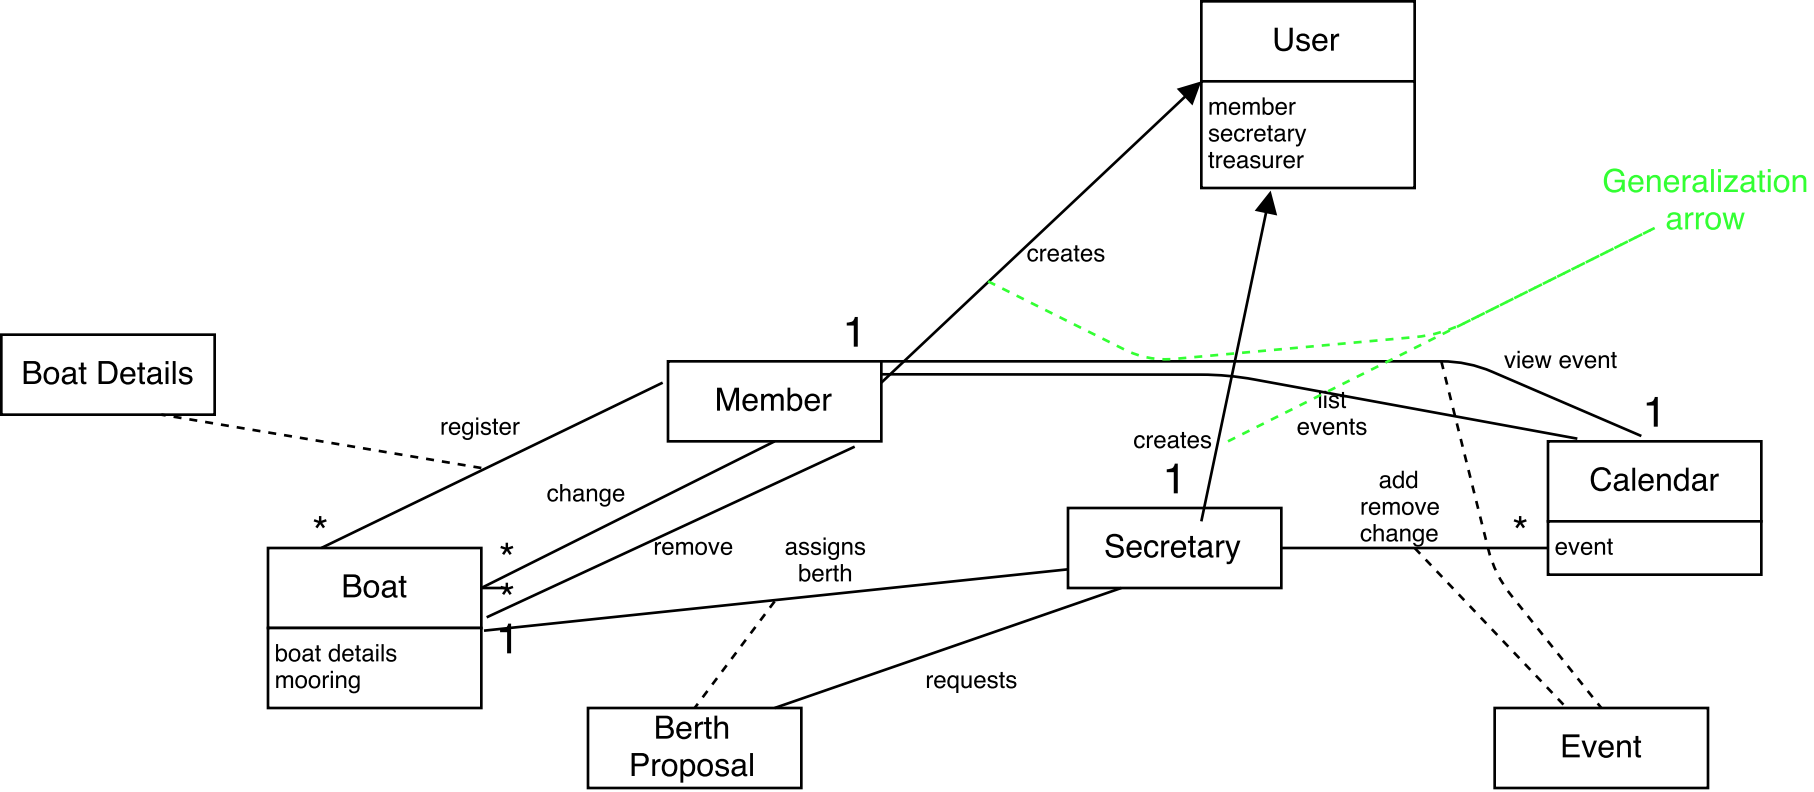 User
member
secretary
treasurer
Generalization
arrow
creates
1
view event
Boat Details
Member
register
list
events
1
creates
1
Calendar
change
add
remove
change
*
*
event
Secretary
*
remove
assigns
berth
Boat
*
1
boat details
mooring
requests
Berth
Proposal
Event